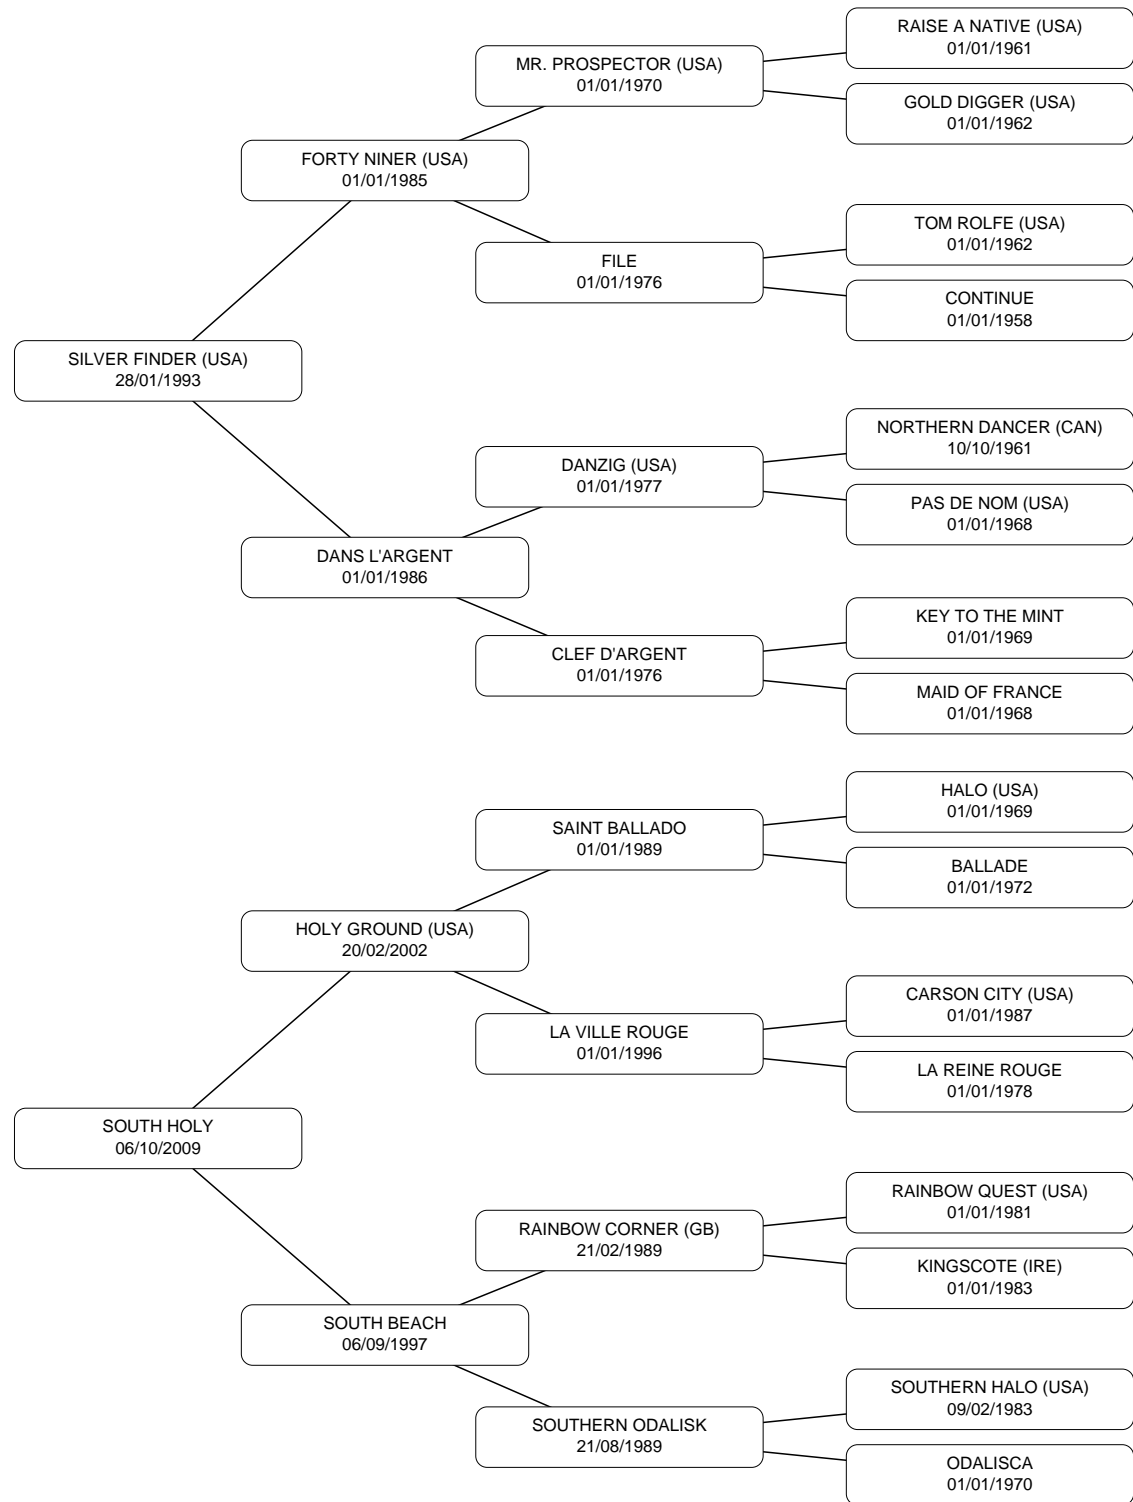 RAISE A NATIVE (USA)
01/01/1961
MR. PROSPECTOR (USA)
01/01/1970
GOLD DIGGER (USA)
01/01/1962
FORTY NINER (USA)
01/01/1985
TOM ROLFE (USA)
01/01/1962
FILE
01/01/1976
CONTINUE
01/01/1958
SILVER FINDER (USA)
28/01/1993
NORTHERN DANCER (CAN)
10/10/1961
DANZIG (USA)
01/01/1977
PAS DE NOM (USA)
01/01/1968
DANS L'ARGENT
01/01/1986
KEY TO THE MINT
01/01/1969
CLEF D'ARGENT
01/01/1976
MAID OF FRANCE
01/01/1968
HALO (USA)
01/01/1969
SAINT BALLADO
01/01/1989
BALLADE
01/01/1972
HOLY GROUND (USA)
20/02/2002
CARSON CITY (USA)
01/01/1987
LA VILLE ROUGE
01/01/1996
LA REINE ROUGE
01/01/1978
SOUTH HOLY
06/10/2009
RAINBOW QUEST (USA)
01/01/1981
RAINBOW CORNER (GB)
21/02/1989
KINGSCOTE (IRE)
01/01/1983
SOUTH BEACH
06/09/1997
SOUTHERN HALO (USA)
09/02/1983
SOUTHERN ODALISK
21/08/1989
ODALISCA
01/01/1970